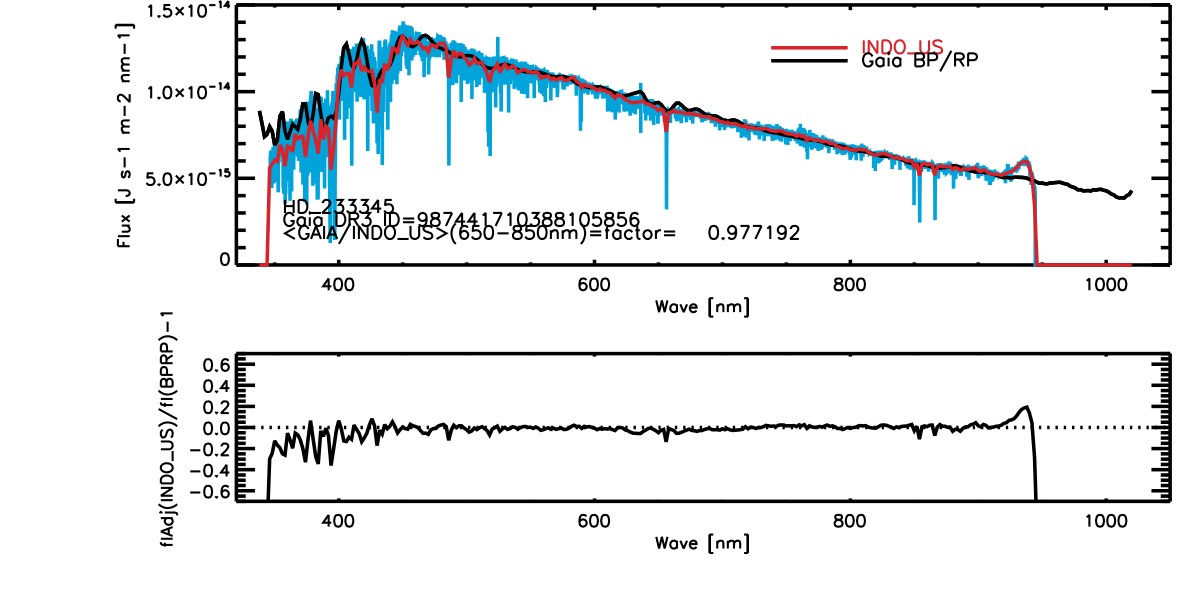 1.5×10−14
1.0×10−14
5.0×10−15
0
Flux [J s−1 m−2 nm−1]
INDO_US
Gaia BP/RP
HD_233345
Gaia DR3 ID=987441710388105856
<GAIA/INDO_US>(650−850nm)=factor= 0.977192
400 600 800 1000
Wave [nm]
0.6
0.4
0.2
0.0
−0.2
−0.4
−0.6
flAdj(INDO_US)/fl(BPRP)−1
400 600 800 1000
Wave [nm]